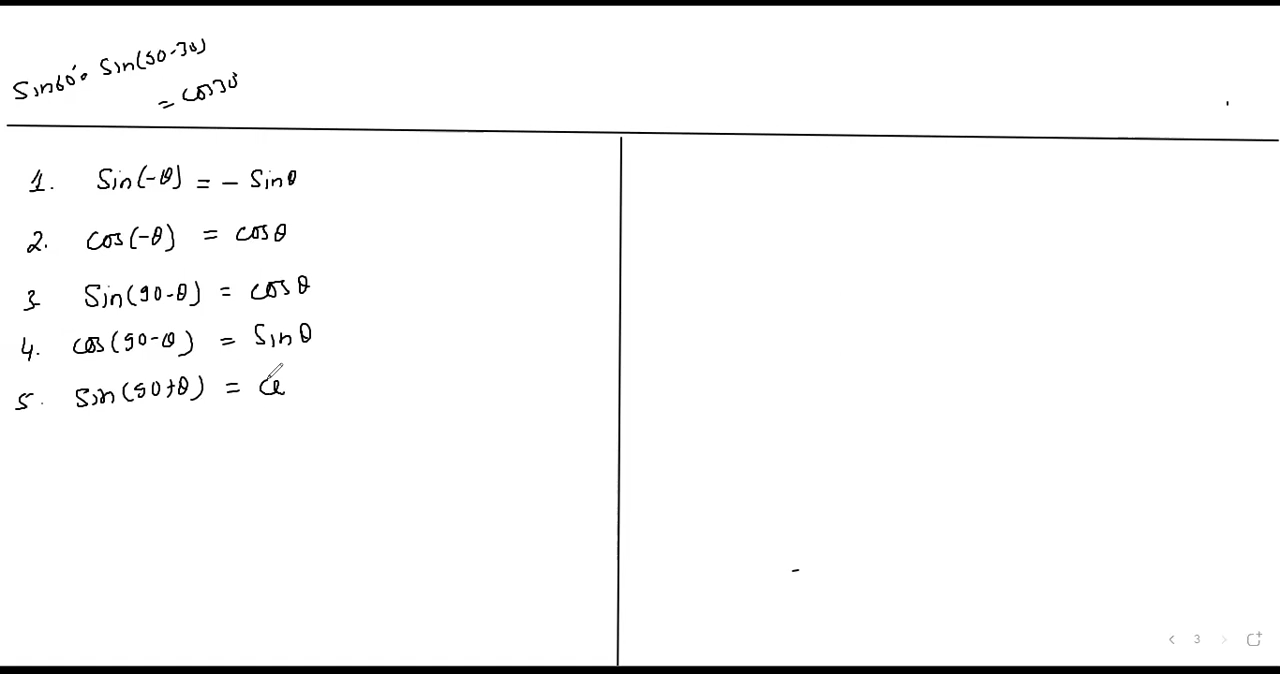 Sin60° = Sin(90-30)
= cos30°
1. Sin(-θ) = - Sinθ
2. cos(-θ) = cosθ
3 Sin(90-θ) = cosθ
4. cos(90-θ) = Sinθ
5. Sin(90+θ) =
< 3 >